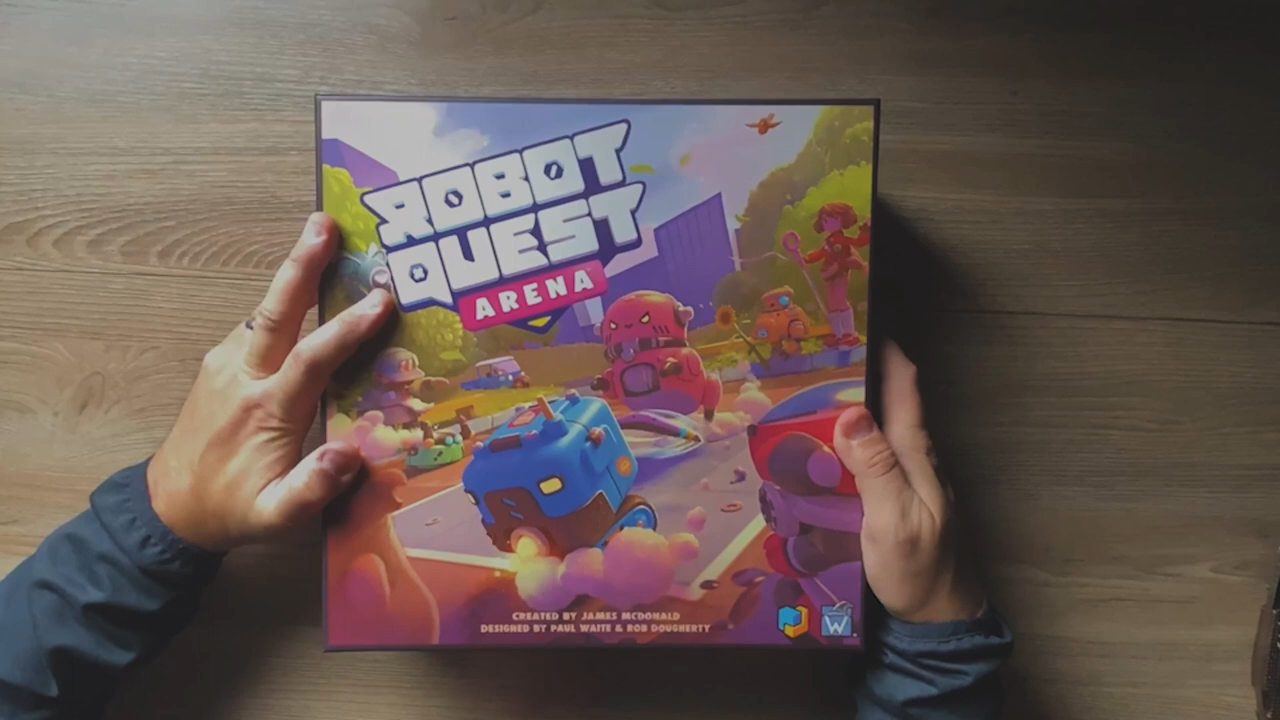 ROBOT
QUEST
ARENA
CREATED BY JAMES MCDONALD
DESIGNED BY PAUL WAITE & ROB DOUGHERTY
W